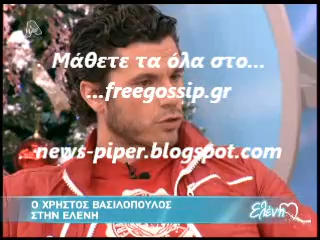 Μάθετε τα όλα στο...
...freegossip.gr
news-piper.blogspot.com
Ο ΧΡΗΣΤΟΣ ΒΑΣΙΛΟΠΟΥΛΟΣ
ΣΤΗΝ ΕΛΕΝΗ
Ελένη